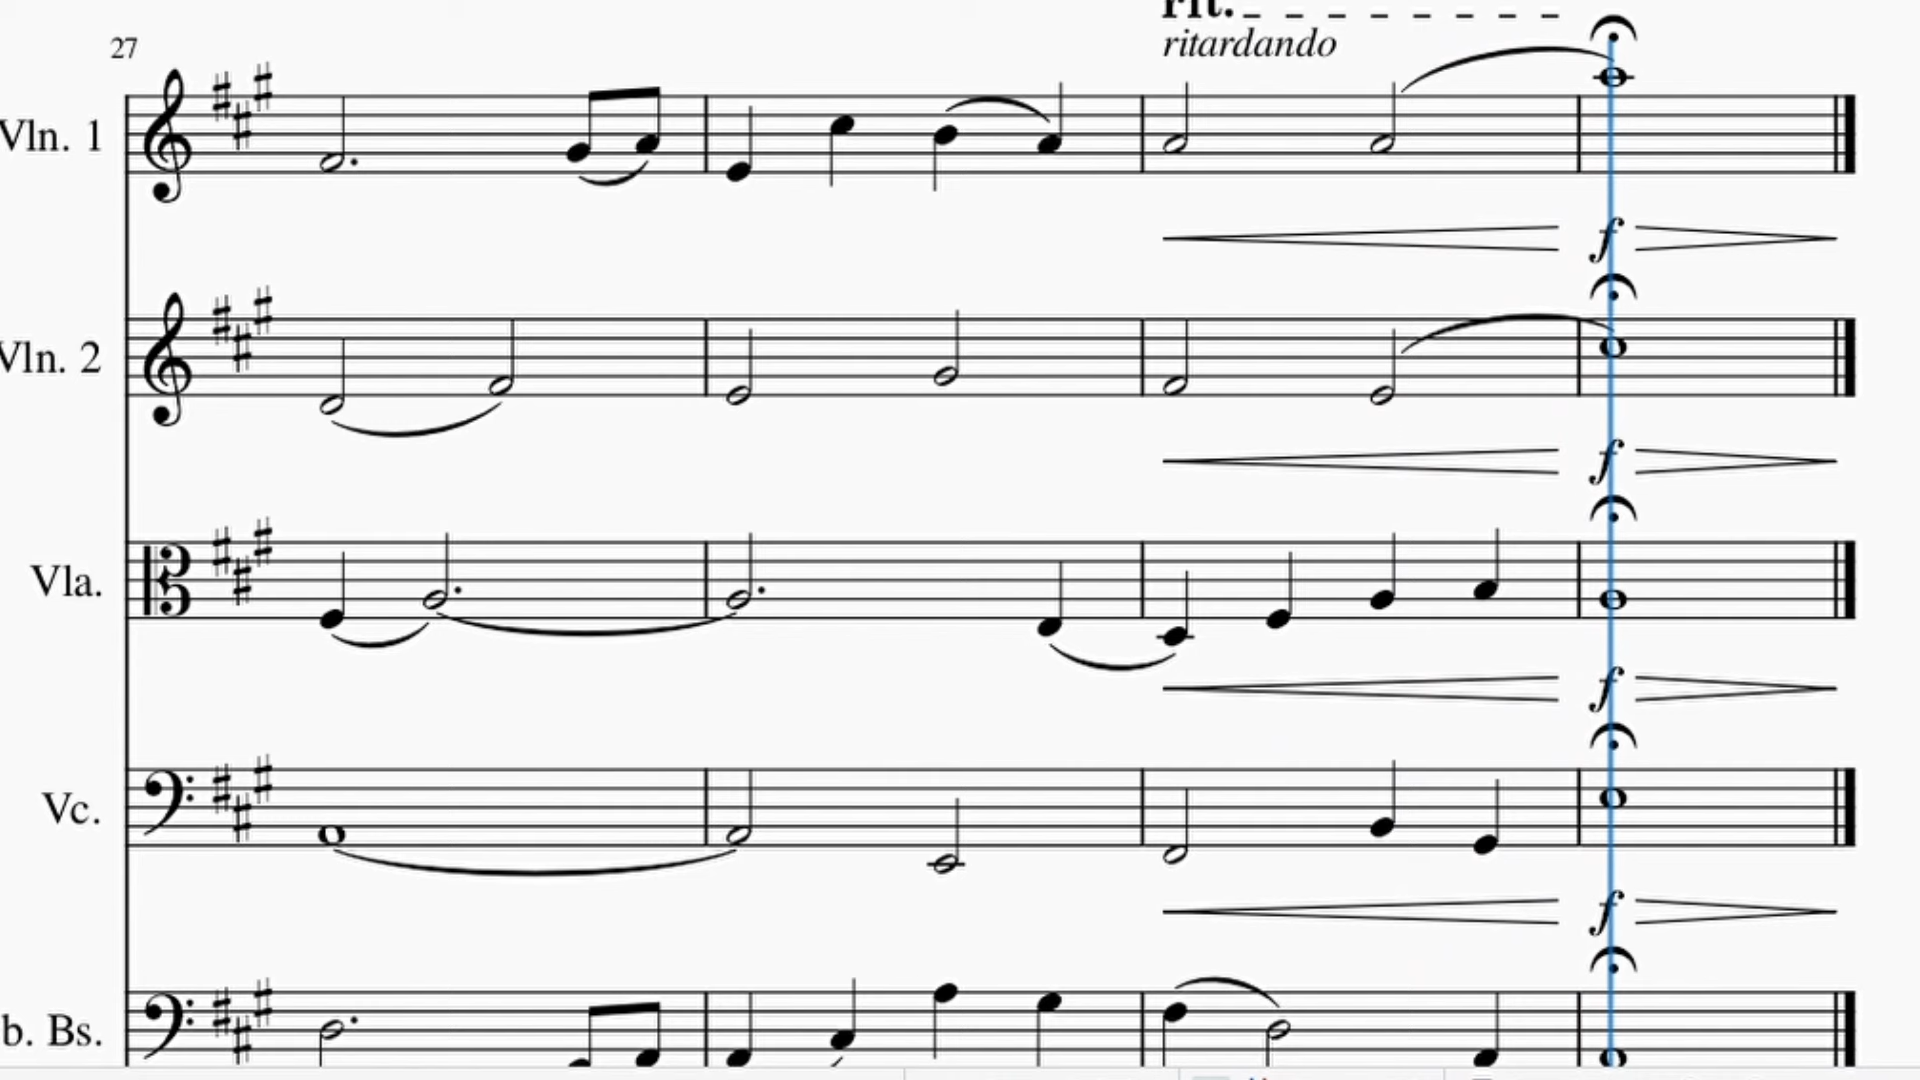 rit.
ritardando
27
Vln. 1
f
Vln. 2
f
Vla.
f
Vc.
f
b. Bs.